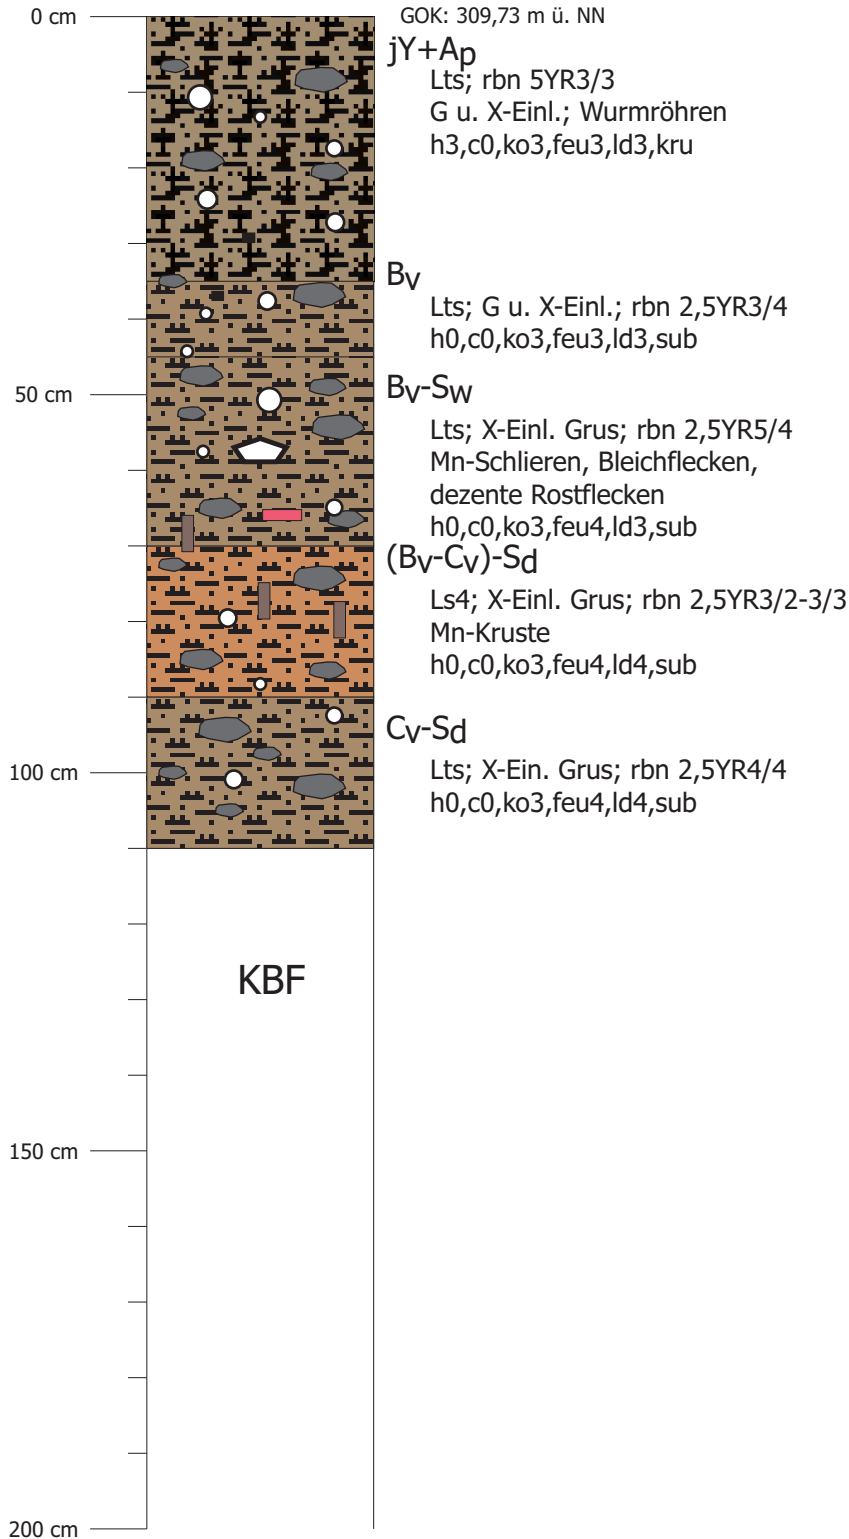 0 cm
GOK: 309,73 m ü. NN
jY+Ap
Lts; rbn 5YR3/3
G u. X-Einl.; Wurmröhren
h3,c0,ko3,feu3,ld3,kru
Bv
Lts; G u. X-Einl.; rbn 2,5YR3/4
h0,c0,ko3,feu3,ld3,sub
50 cm
Bv-Sw
Lts; X-Einl. Grus; rbn 2,5YR5/4
Mn-Schlieren, Bleichflecken,
dezente Rostflecken
h0,c0,ko3,feu4,ld3,sub
(Bv-Cv)-Sd
Ls4; X-Einl. Grus; rbn 2,5YR3/2-3/3
Mn-Kruste
h0,c0,ko3,feu4,ld4,sub
Cv-Sd
100 cm
Lts; X-Ein. Grus; rbn 2,5YR4/4
h0,c0,ko3,feu4,ld4,sub
KBF
150 cm
200 cm